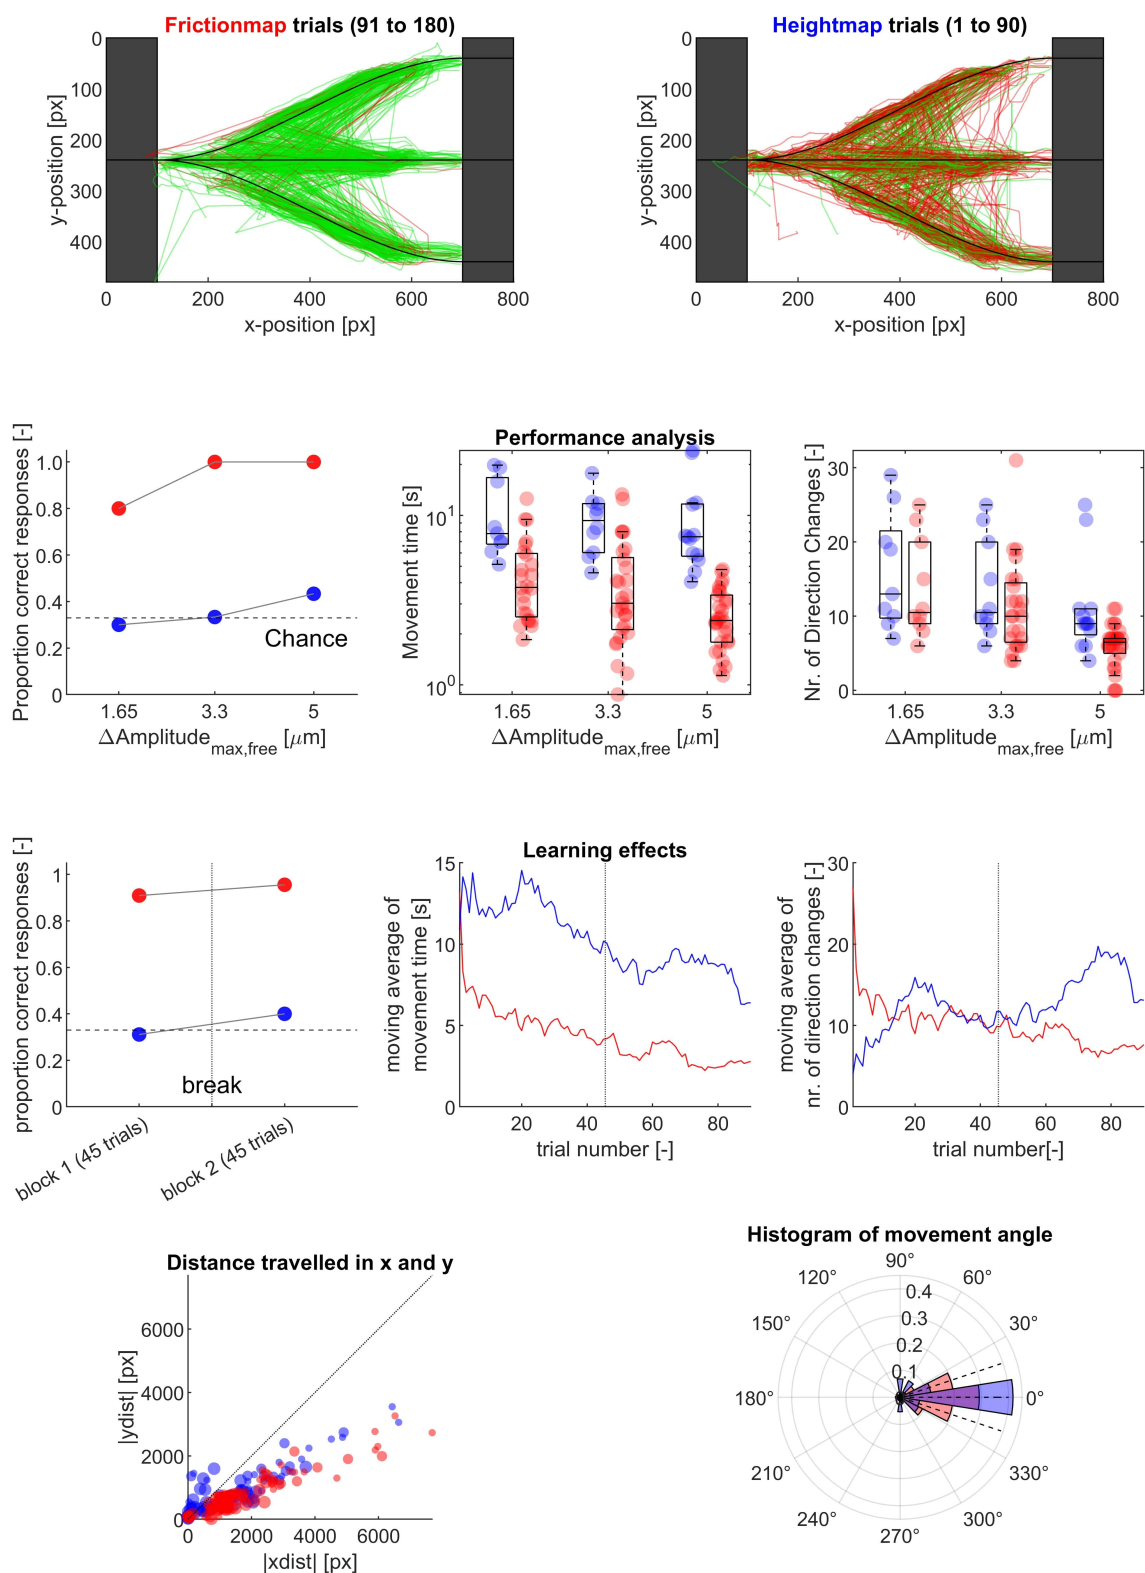 Frictionmap trials (91 to 180)
Heightmap trials (1 to 90)
0
100
200
300
400
y-position [px]
0 200 400 600 800
x-position [px]
0
100
200
300
400
y-position [px]
0 200 400 600 800
x-position [px]
Performance analysis
Proportion correct responses [-]
1.0
0.8
0.6
0.4
0.2
0
Chance
1.65 3.3 5
ΔAmplitude max,free [μm]
Movement time [s]
10^1
10^0
1.65 3.3 5
ΔAmplitude max,free [μm]
Nr. of Direction Changes [-]
30
20
10
0
1.65 3.3 5
ΔAmplitude max,free [μm]
Learning effects
proportion correct responses [-]
1
0.8
0.6
0.4
0.2
0
break
block 1 (45 trials)
block 2 (45 trials)
moving average of
movement time [s]
15
10
5
0
20 40 60 80
trial number [-]
moving average of
nr. of direction changes [-]
30
20
10
0
20 40 60 80
trial number[-]
Distance travelled in x and y
|ydist| [px]
6000
4000
2000
0
0 2000 4000 6000
|xdist| [px]
Histogram of movement angle
90°
120° 60°
150° 30°
180° 0°
210° 330°
240° 300°
270°
0.4
0.3
0.2
0.1